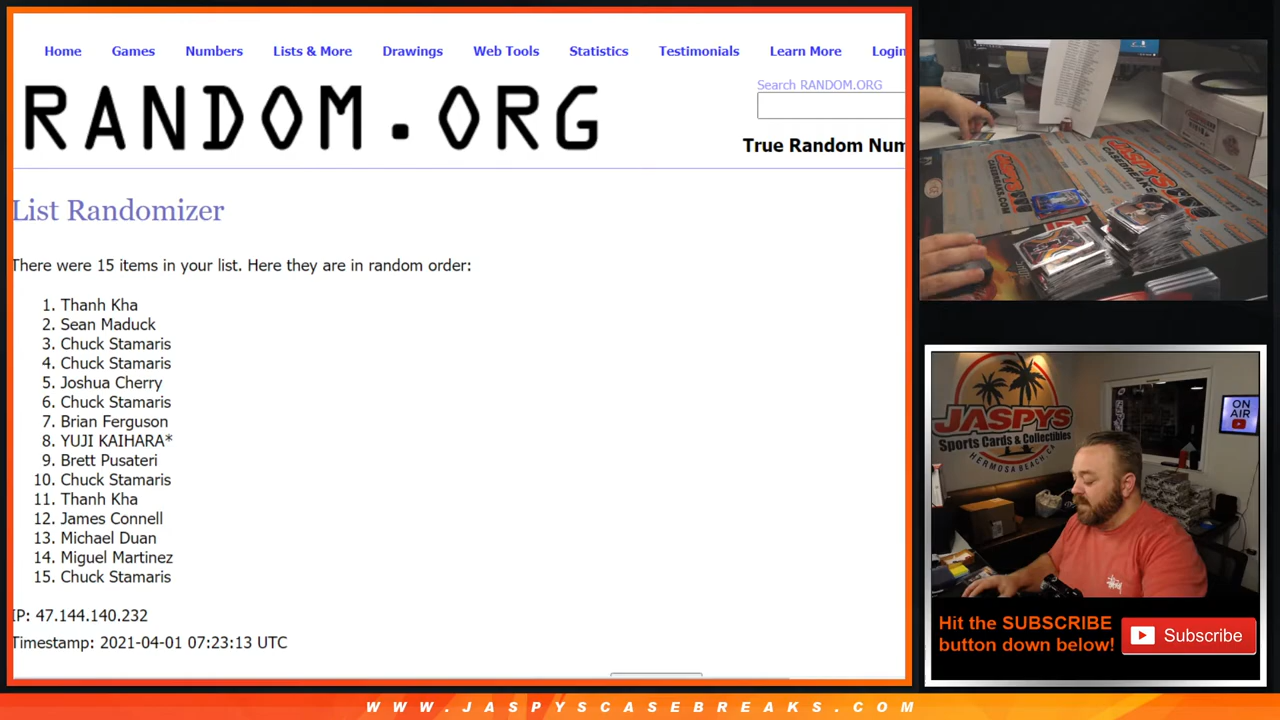 Home Games Numbers Lists & More Drawings Web Tools Statistics Testimonials Learn More Login
RANDOM.ORG
Search RANDOM.ORG
True Random Num
List Randomizer
There were 15 items in your list. Here they are in random order:
1. Thanh Kha
2. Sean Maduck
3. Chuck Stamaris
4. Chuck Stamaris
5. Joshua Cherry
6. Chuck Stamaris
7. Brian Ferguson
8. YUJI KAIHARA*
9. Brett Pusateri
10. Chuck Stamaris
11. Thanh Kha
12. James Connell
13. Michael Duan
14. Miguel Martinez
15. Chuck Stamaris
IP: 47.144.140.232
Timestamp: 2021-04-01 07:23:13 UTC
JASPYS
CASEBREAKS
JASPYS
Sports Cards & Collectibles
HERMOSA BEACH, CA
ON
AIR
Hit the SUBSCRIBE
button down below!
Subscribe
WWW.JASPYSCASEBREAKS.COM